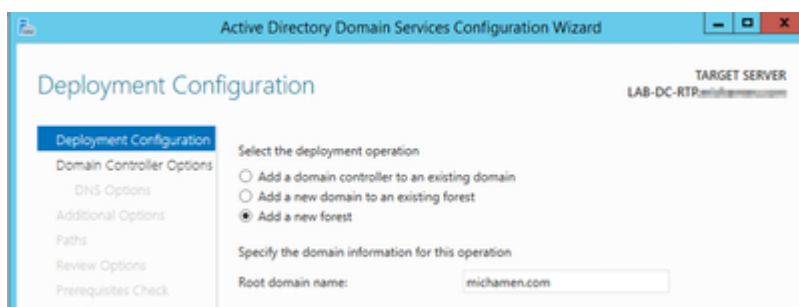 Active Directory Domain Services Configuration Wizard
Deployment Configuration
TARGET SERVER
LAB-DC-RTP
Deployment Configuration
Domain Controller Options
DNS Options
Additional Options
Paths
Review Options
Prerequisites Check
Select the deployment operation
Add a domain controller to an existing domain
Add a new domain to an existing forest
Add a new forest
Specify the domain information for this operation
Root domain name: michamen.com